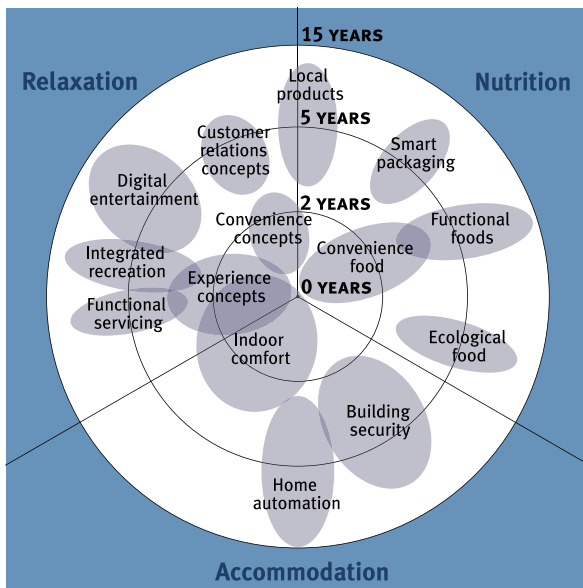 15 YEARS
Relaxation
Nutrition
Local
products
5 YEARS
Customer
relations
concepts
Smart
packaging
Digital
entertainment
2 YEARS
Convenience
concepts
Functional
foods
Convenience
food
Integrated
recreation
Experience
concepts
0 YEARS
Functional
servicing
Indoor
comfort
Ecological
food
Building
security
Home
automation
Accommodation